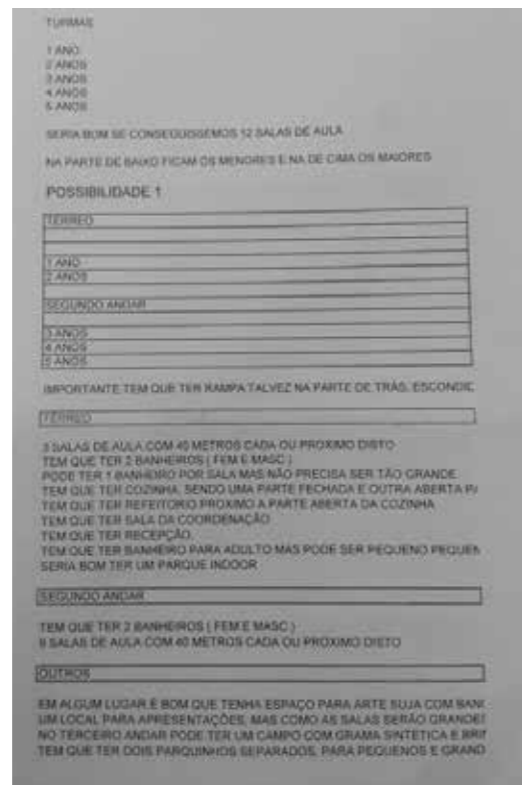 TURMAS
1 ANO
2 ANOS
3 ANOS
4 ANOS
5 ANOS
SERIA BOM SE CONSEGUISSEMOS 12 SALAS DE AULA
NA PARTE DE BAIXO FICAM OS MENORES E NA DE CIMA OS MAIORES
POSSIBILIDADE 1
TÉRREO
1 ANO
2 ANOS
SEGUNDO ANDAR
3 ANOS
4 ANOS
5 ANOS
IMPORTANTE TEM QUE TER RAMPA TALVEZ NA PARTE DE TRÁS, ESCONDIC
TÉRREO
SALAS DE AULA COM 40 METROS CADA OU PROXIMO DISTO
TEM QUE TER 2 BANHEIROS ( FEM E MASC )
PODE TER 1 BANHEIRO POR SALA MAS NÃO PRECISA SER TÃO GRANDE
TEM QUE TER COZINHA, SENDO UMA PARTE FECHADA E OUTRA ABERTA PA
TEM QUE TER REFEITORIO PROXIMO A PARTE ABERTA DA COZINHA
TEM QUE TER SALA DA COORDENAÇÃO
TEM QUE TER RECEPÇÃO
TEM QUE TER BANHEIRO PARA ADULTO MAS PODE SER PEQUENO PEQUEN
SERIA BOM TER UM PARQUE INDOOR
SEGUNDO ANDAR
TEM QUE TER 2 BANHEIROS ( FEM E MASC )
SALAS DE AULA COM 40 METROS CADA OU PROXIMO DISTO
OUTROS
EM ALGUM LUGAR É BOM QUE TENHA ESPAÇO PARA ARTE SUJA COM BANC
UM LOCAL PARA APRESENTAÇÕES, MAS COMO AS SALAS SERÃO GRANDES
NO TERCEIRO ANDAR PODE TER UM CAMPO COM GRAMA SINTETICA E BRIN
TEM QUE TER DOIS PARQUINHOS SEPARADOS, PARA PEQUENOS E GRAND